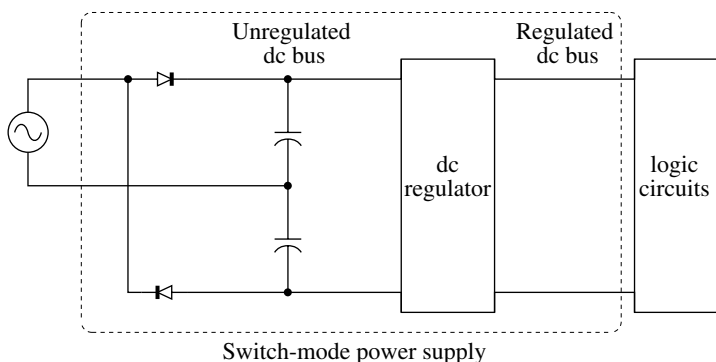 Unregulated
dc bus
Regulated
dc bus
dc
regulator
logic
circuits
Switch-mode power supply